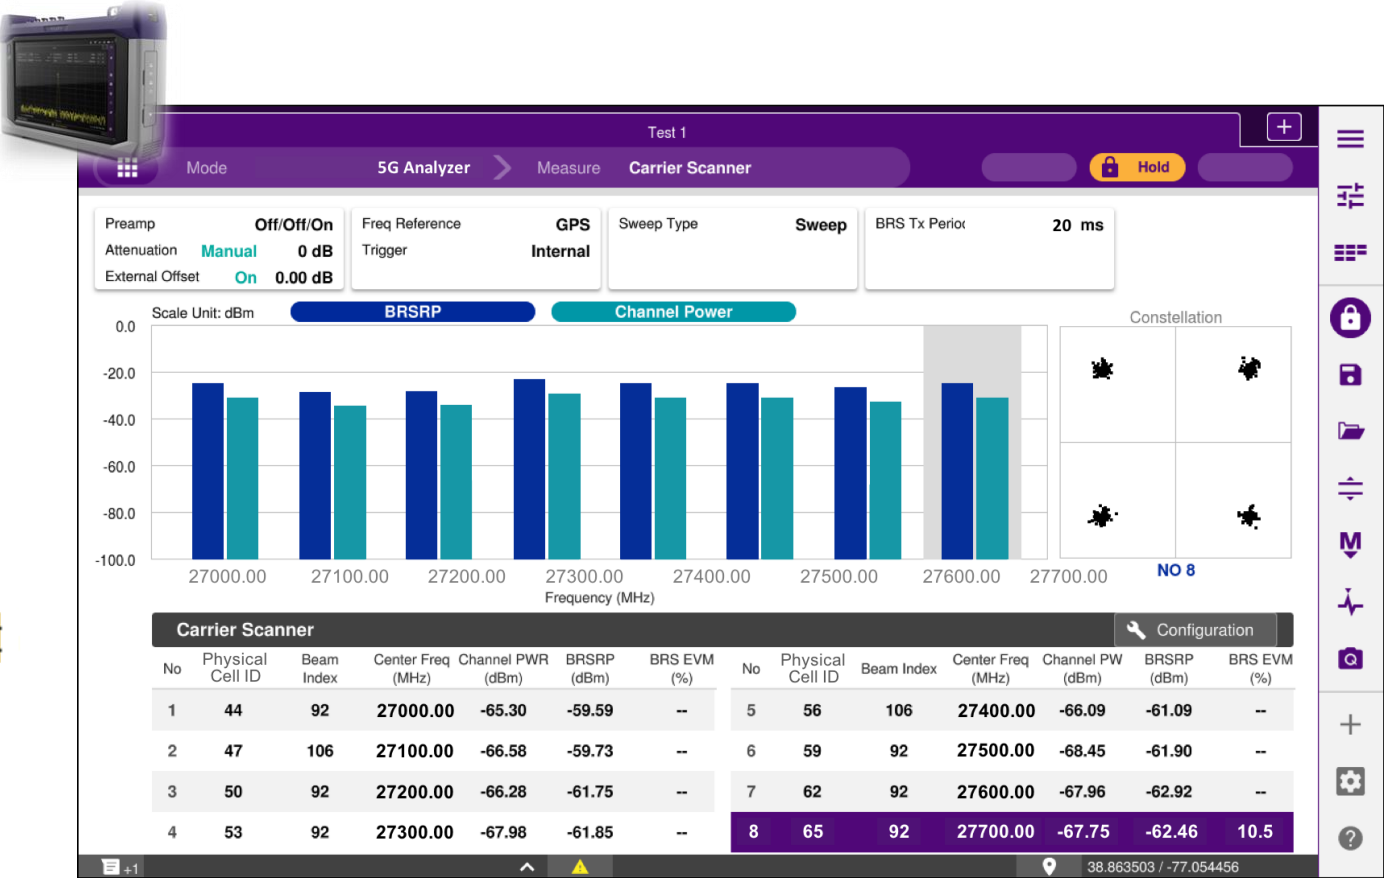 Test 1
Mode 5G Analyzer Measure Carrier Scanner Hold
Preamp Off/Off/On Freq Reference GPS Sweep Type Sweep BRS Tx Perioc 20 ms
Attenuation Manual 0 dB Trigger Internal
External Offset On 0.00 dB
Scale Unit: dBm BRSRP Channel Power
Constellation
0.0
-20.0
-40.0
-60.0
-80.0
-100.0
27000.00 27100.00 27200.00 27300.00 27400.00 27500.00 27600.00 27700.00
NO 8
Frequency (MHz)
Carrier Scanner Configuration
No Physical Cell ID Beam Index Center Freq (MHz) Channel PWR (dBm) BRSRP (dBm) BRS EVM (%) No Physical Cell ID Beam Index Center Freq (MHz) Channel PW (dBm) BRSRP (dBm) BRS EVM (%)
1 44 92 27000.00 -65.30 -59.59 -- 5 56 106 27400.00 -66.09 -61.09 --
2 47 106 27100.00 -66.58 -59.73 -- 6 59 92 27500.00 -68.45 -61.90 --
3 50 92 27200.00 -66.28 -61.75 -- 7 62 92 27600.00 -67.96 -62.92 --
4 53 92 27300.00 -67.98 -61.85 -- 8 65 92 27700.00 -67.75 -62.46 10.5
+1 38.863503 / -77.054456
M